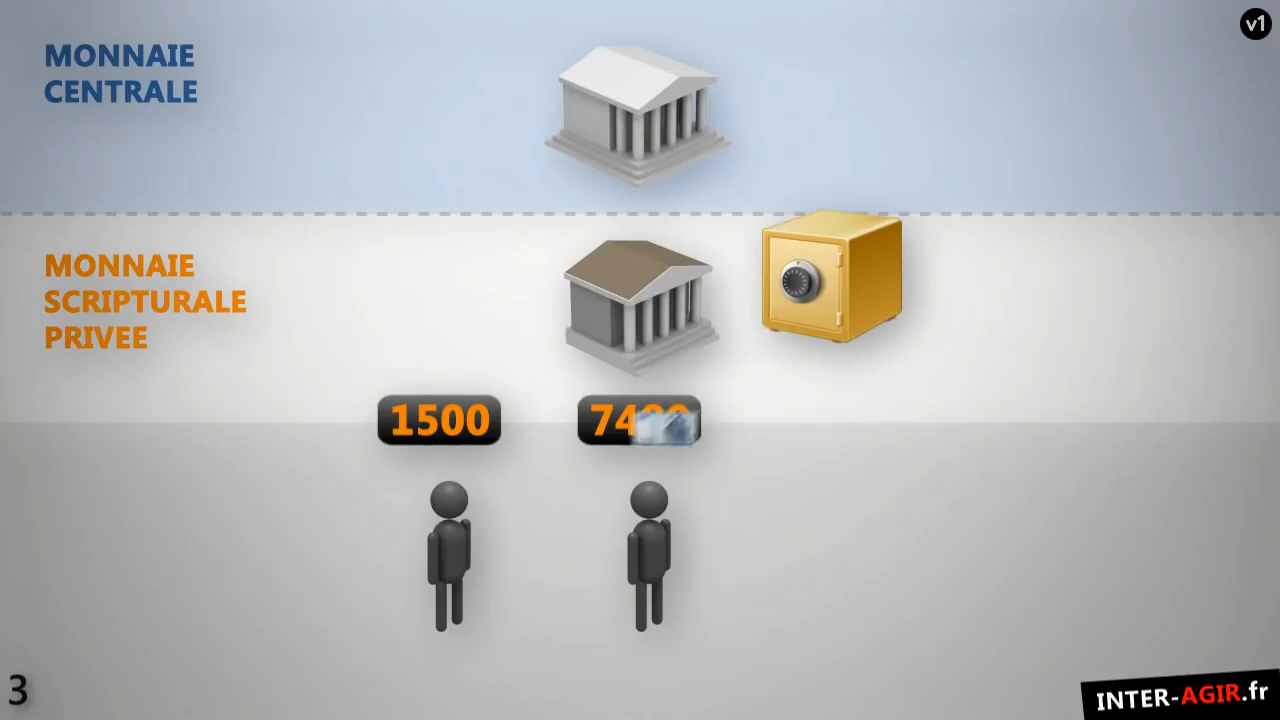 MONNAIE
CENTRALE
v1
MONNAIE
SCRIPTURALE
PRIVEE
1500
3
INTER-AGIR.fr